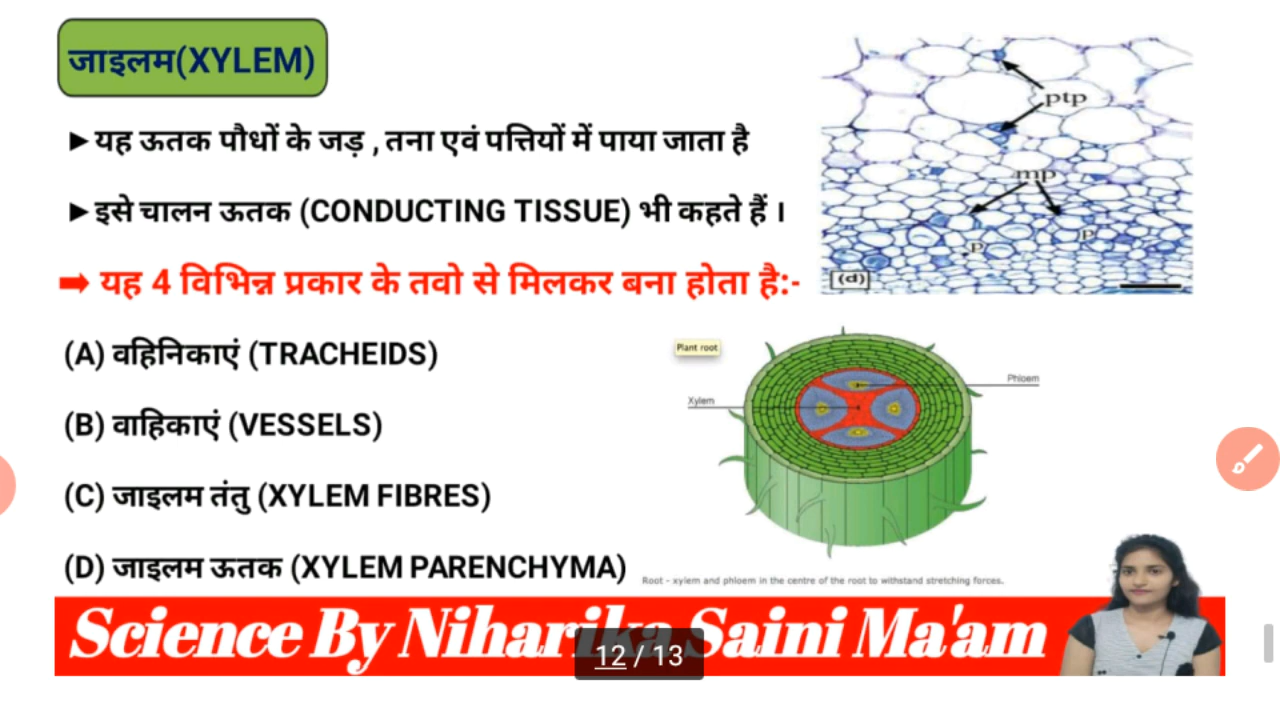 जाइलम(XYLEM)
►यह ऊतक पौधों के जड़ , तना एवं पत्तियों में पाया जाता है
►इसे चालन ऊतक (CONDUCTING TISSUE) भी कहते हैं ।
➡ यह 4 विभिन्न प्रकार के तवो से मिलकर बना होता है:-
(A) वहिनिकाएं (TRACHEIDS)
(B) वाहिकाएं (VESSELS)
(C) जाइलम तंतु (XYLEM FIBRES)
(D) जाइलम ऊतक (XYLEM PARENCHYMA)
ptp
mp
p
p
(d)
Plant root
Phloem
Xylem
Root - xylem and phloem in the centre of the root to withstand stretching forces.
Science By Niharika Saini Ma'am
12 / 13